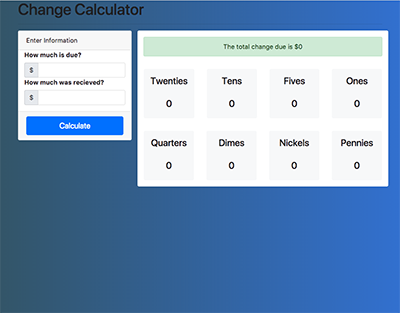 Change Calculator
Enter Information
How much is due?
$
How much was recieved?
$
Calculate
The total change due is $0
Twenties Tens Fives Ones
0 0 0 0
Quarters Dimes Nickels Pennies
0 0 0 0